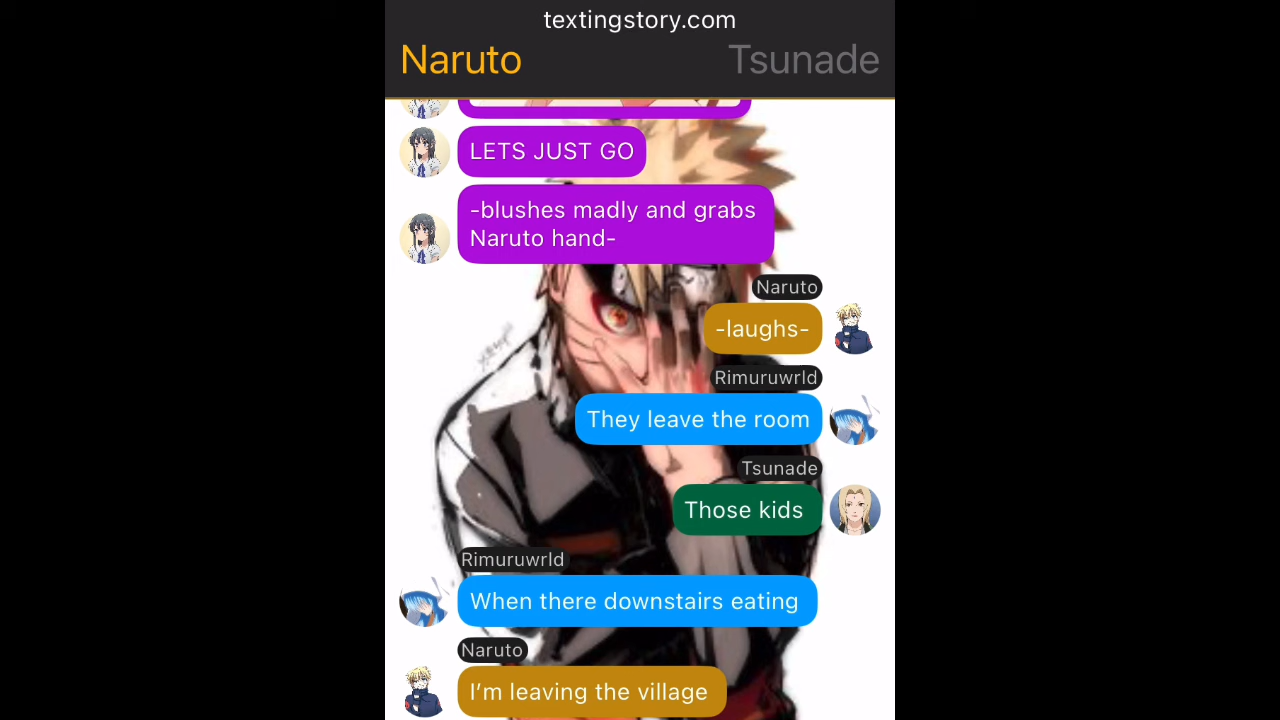 textingstory.com
Naruto Tsunade
LETS JUST GO
-blushes madly and grabs
Naruto hand-
Naruto
-laughs-
Rimuruwrld
They leave the room
Tsunade
Those kids
Rimuruwrld
When there downstairs eating
Naruto
I’m leaving the village